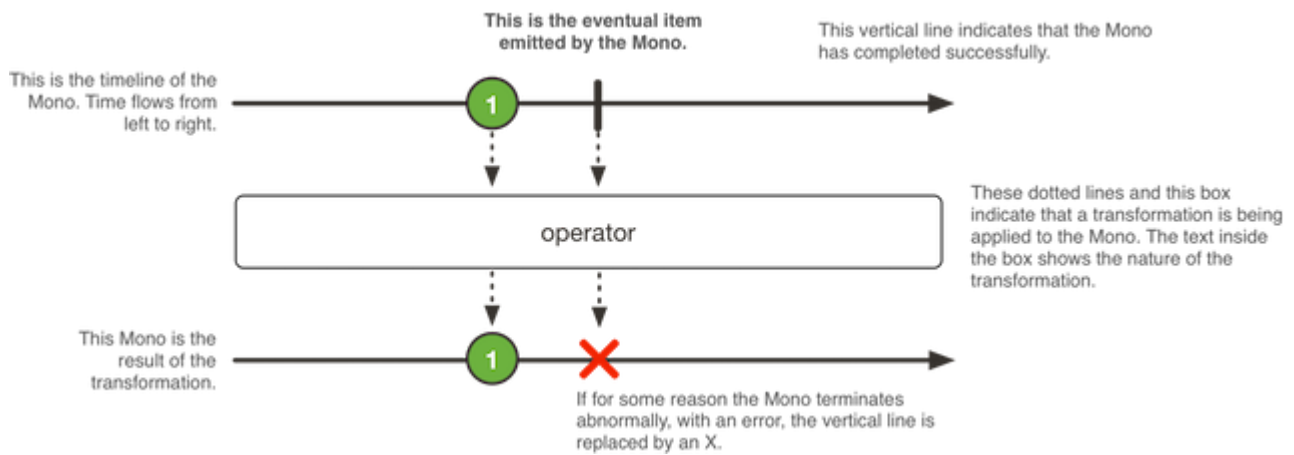 This is the eventual item
emitted by the Mono.
This vertical line indicates that the Mono
has completed successfully.
This is the timeline of the
Mono. Time flows from
left to right.
1
These dotted lines and this box
indicate that a transformation is being
applied to the Mono. The text inside
the box shows the nature of the
transformation.
operator
This Mono is the
result of the
transformation.
1
If for some reason the Mono terminates
abnormally, with an error, the vertical line is
replaced by an X.